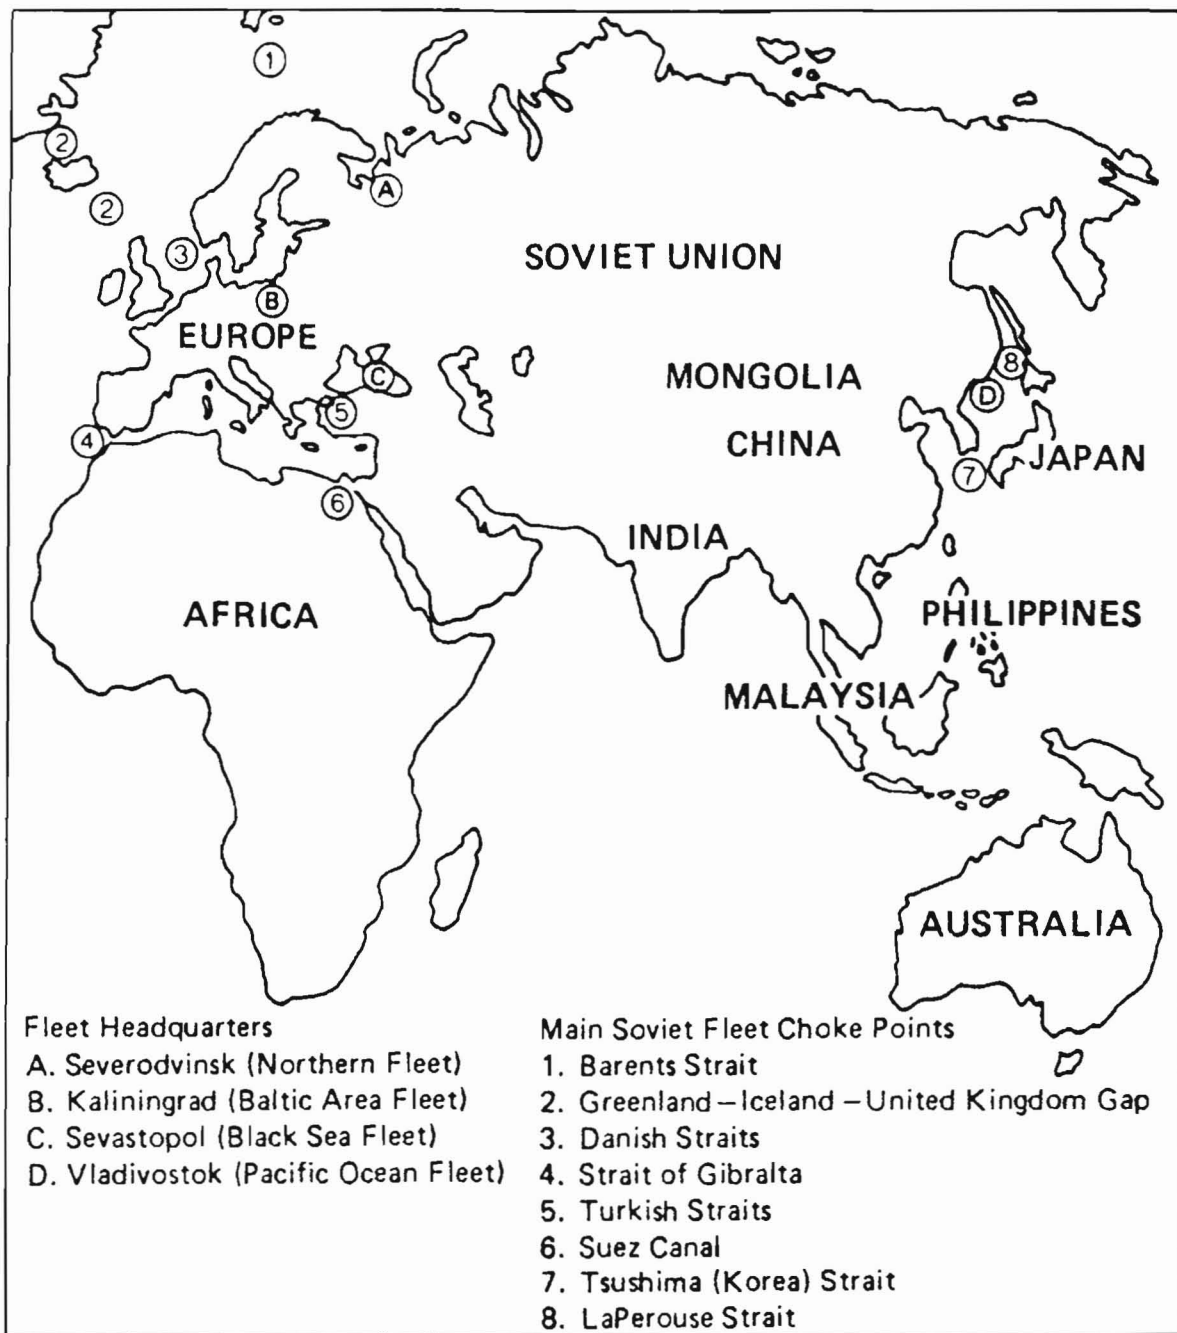 1
2
2
A
3
SOVIET UNION
B
EUROPE
8
C
MONGOLIA
D
5
4
CHINA
JAPAN
7
6
INDIA
AFRICA
PHILIPPINES
MALAYSIA
AUSTRALIA
Fleet Headquarters
A. Severodvinsk (Northern Fleet)
B. Kaliningrad (Baltic Area Fleet)
C. Sevastopol (Black Sea Fleet)
D. Vladivostok (Pacific Ocean Fleet)
Main Soviet Fleet Choke Points
1. Barents Strait
2. Greenland–Iceland–United Kingdom Gap
3. Danish Straits
4. Strait of Gibralta
5. Turkish Straits
6. Suez Canal
7. Tsushima (Korea) Strait
8. LaPerouse Strait